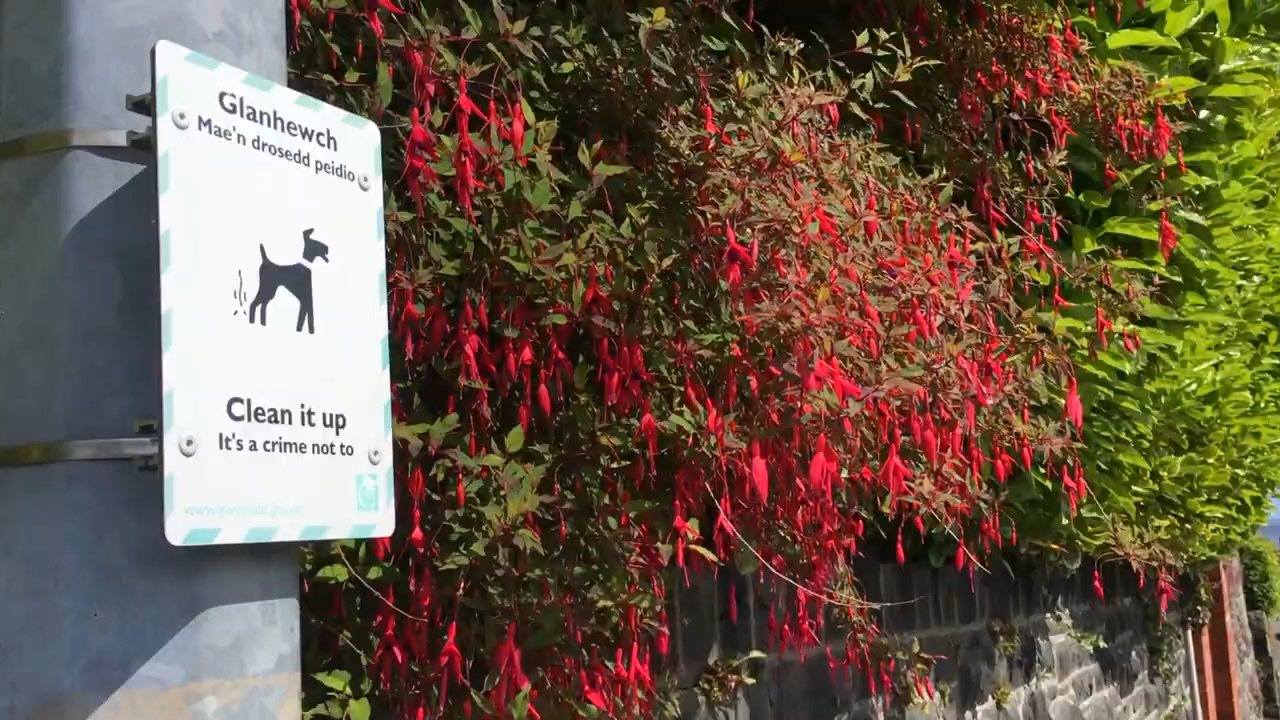 Glanhewch
Mae'n drosedd peidio
Clean it up
It's a crime not to